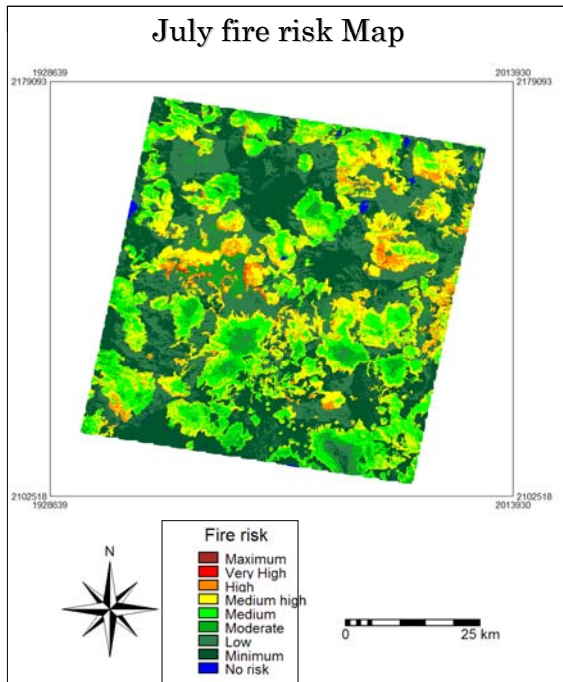 July fire risk Map
1928639
2013930
2179093
2179093
2102518
2102518
1928639
2013930
N
Fire risk
Maximum
Very High
High
Medium high
Medium
Moderate
Low
Minimum
No risk
0
25 km